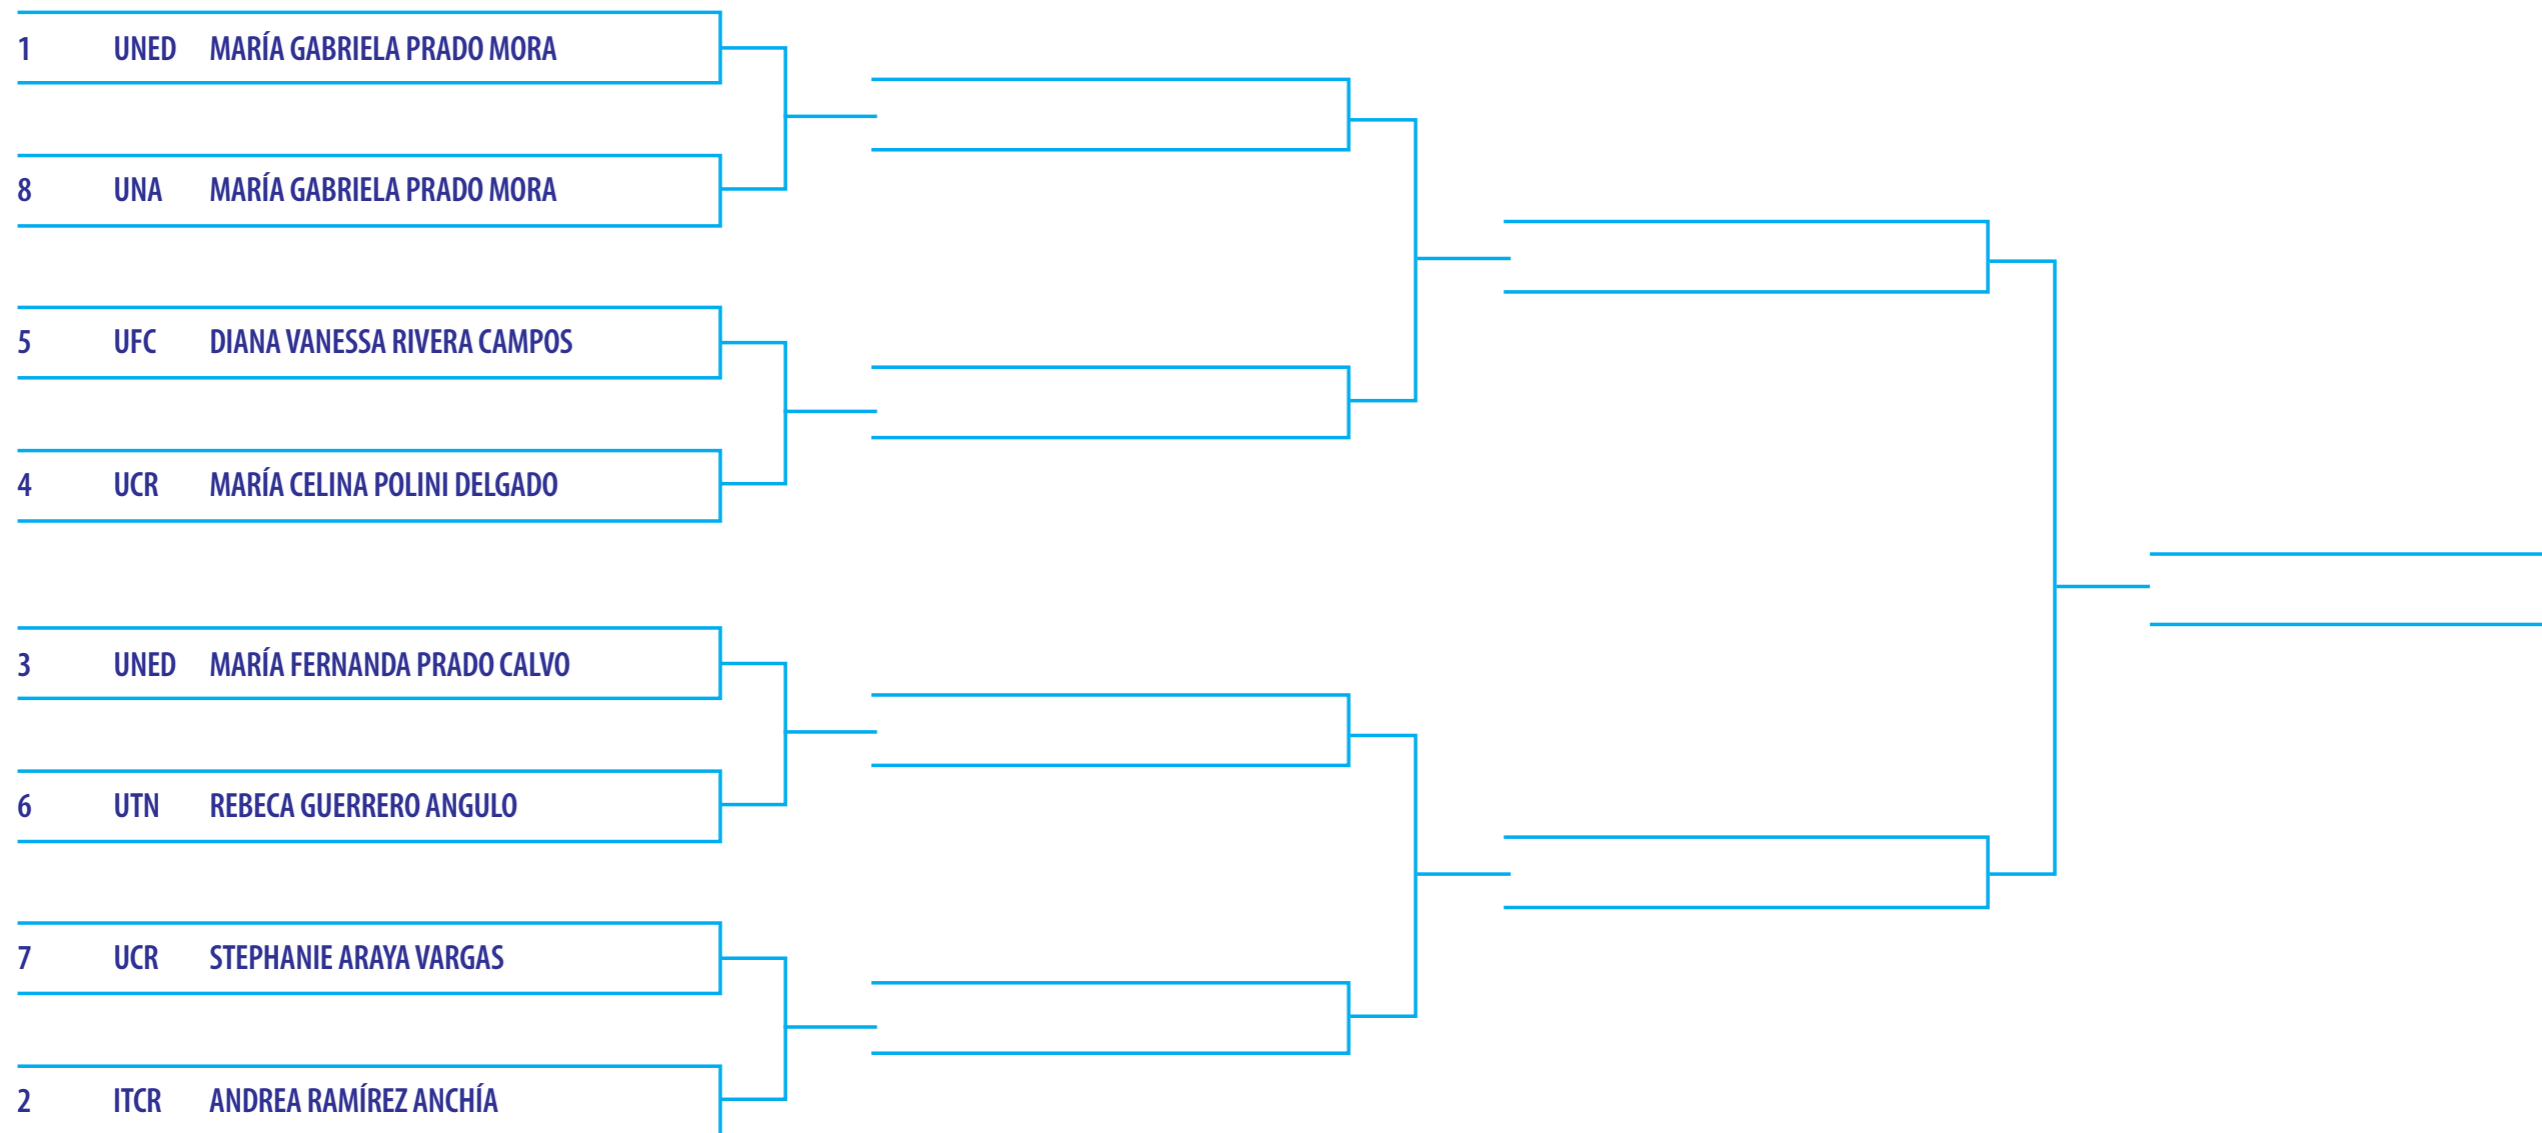 1 UNED MARÍA GABRIELA PRADO MORA
8 UNA MARÍA GABRIELA PRADO MORA
5 UFC DIANA VANESSA RIVERA CAMPOS
4 UCR MARÍA CELINA POLINI DELGADO
3 UNED MARÍA FERNANDA PRADO CALVO
6 UTN REBECA GUERRERO ANGULO
7 UCR STEPHANIE ARAYA VARGAS
2 ITCR ANDREA RAMÍREZ ANCHÍA